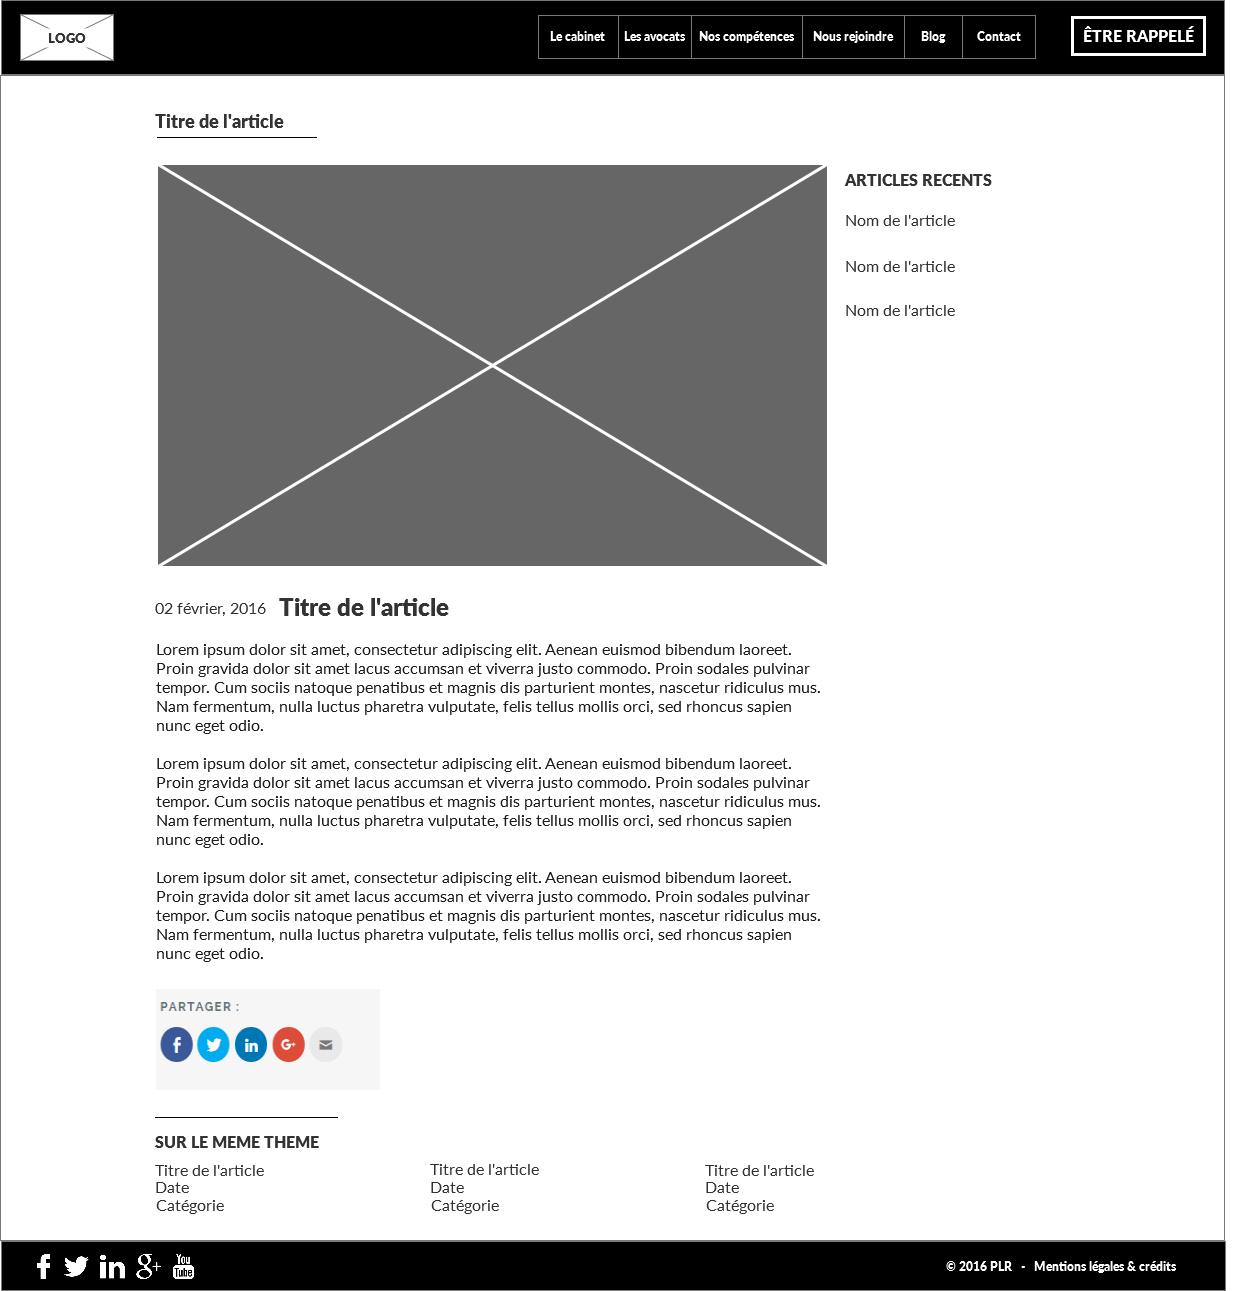 LOGO
Le cabinet
Les avocats
Nos compétences
Nous rejoindre
Blog
Contact
ÊTRE RAPPELÉ
Titre de l'article
ARTICLES RECENTS
Nom de l'article
Nom de l'article
Nom de l'article
02 février, 2016 Titre de l'article
Lorem ipsum dolor sit amet, consectetur adipiscing elit. Aenean euismod bibendum laoreet.
Proin gravida dolor sit amet lacus accumsan et viverra justo commodo. Proin sodales pulvinar
tempor. Cum sociis natoque penatibus et magnis dis parturient montes, nascetur ridiculus mus.
Nam fermentum, nulla luctus pharetra vulputate, felis tellus mollis orci, sed rhoncus sapien
nunc eget odio.
Lorem ipsum dolor sit amet, consectetur adipiscing elit. Aenean euismod bibendum laoreet.
Proin gravida dolor sit amet lacus accumsan et viverra justo commodo. Proin sodales pulvinar
tempor. Cum sociis natoque penatibus et magnis dis parturient montes, nascetur ridiculus mus.
Nam fermentum, nulla luctus pharetra vulputate, felis tellus mollis orci, sed rhoncus sapien
nunc eget odio.
Lorem ipsum dolor sit amet, consectetur adipiscing elit. Aenean euismod bibendum laoreet.
Proin gravida dolor sit amet lacus accumsan et viverra justo commodo. Proin sodales pulvinar
tempor. Cum sociis natoque penatibus et magnis dis parturient montes, nascetur ridiculus mus.
Nam fermentum, nulla luctus pharetra vulputate, felis tellus mollis orci, sed rhoncus sapien
nunc eget odio.
PARTAGER :
SUR LE MEME THEME
Titre de l'article
Date
Catégorie
Titre de l'article
Date
Catégorie
Titre de l'article
Date
Catégorie
You
Tube
© 2016 PLR - Mentions légales & crédits